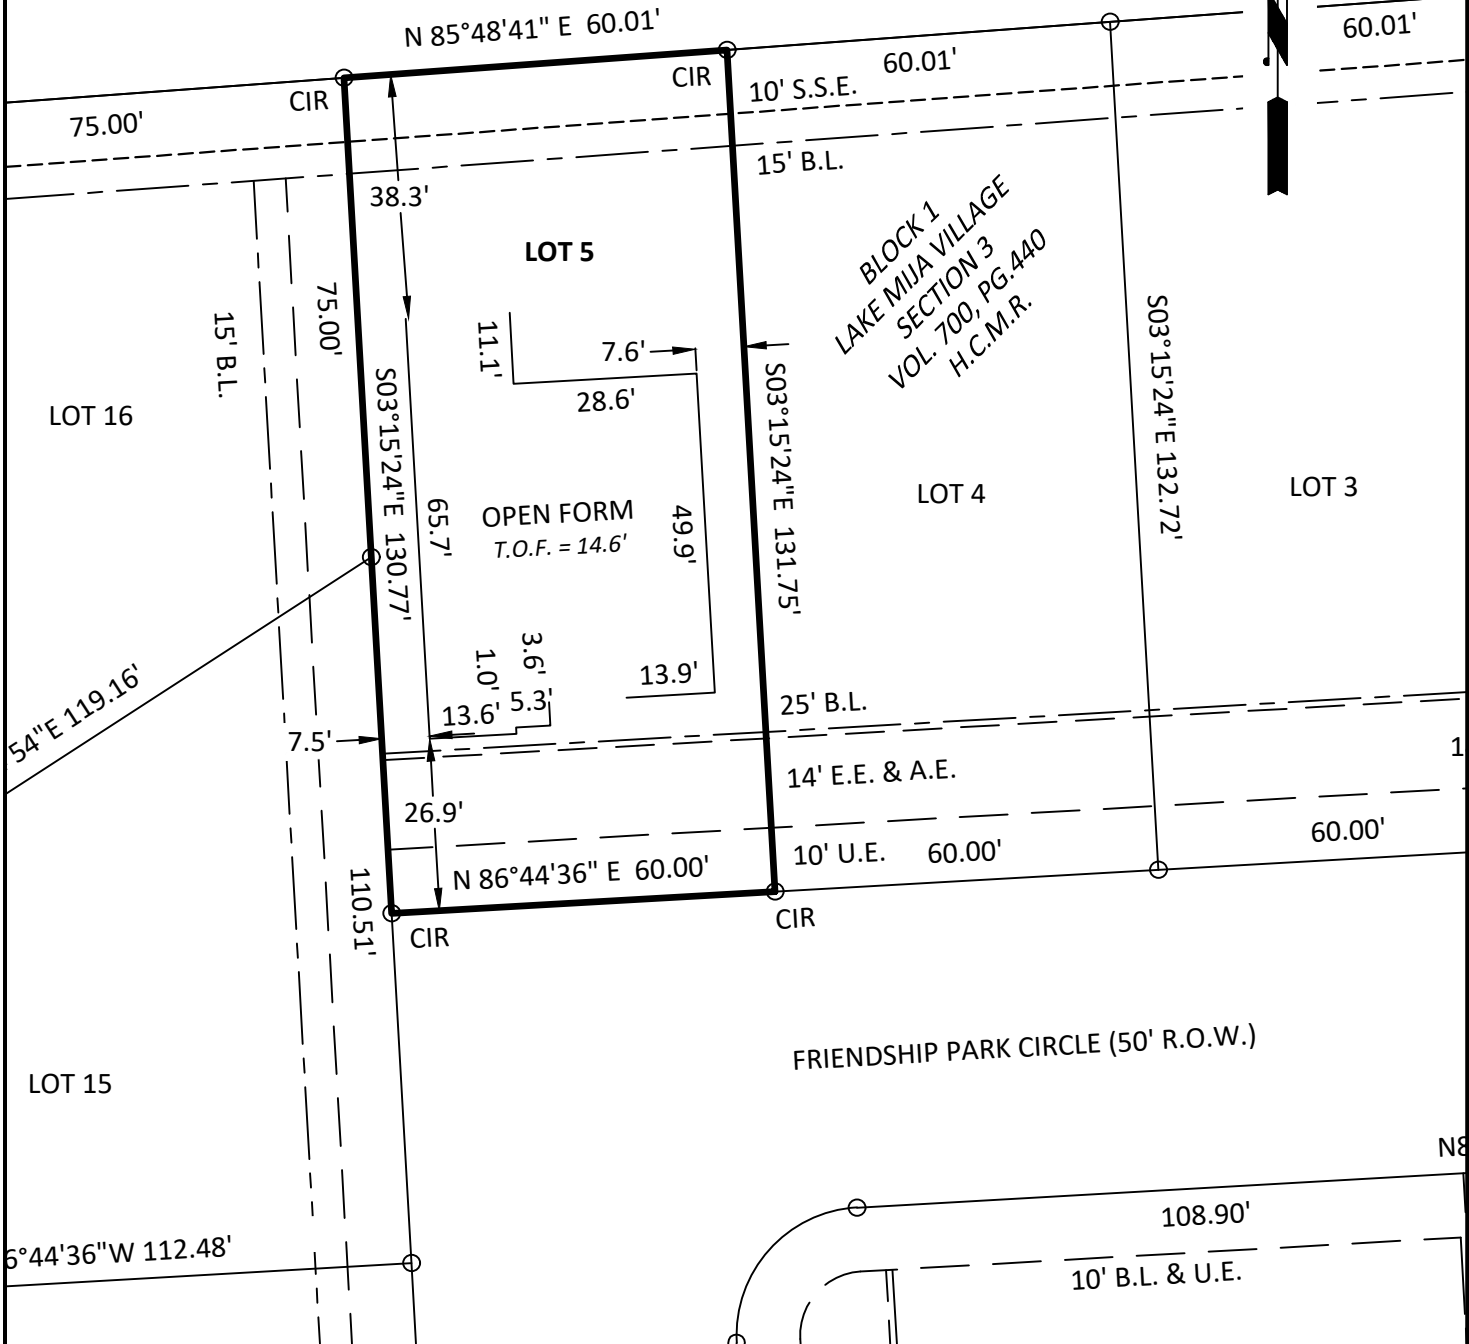 N 85°48'41" E 60.01'
60.01'
60.01'
CIR
CIR
75.00'
10' S.S.E.
15' B.L.
38.3'
LOT 5
BLOCK 1
LAKE MIJA VILLAGE
SECTION 3
VOL. 700, PG.440
H.C.M.R.
75.00'
15' B.L.
11.1'
7.6'
28.6'
S03°15'24"E 130.77'
S03°15'24"E 131.75'
S03°15'24"E 132.72'
LOT 16
LOT 4
LOT 3
65.7'
OPEN FORM
T.O.F. = 14.6'
49.9'
54"E 119.16'
1.0'
3.6'
13.6'
5.3'
13.9'
25' B.L.
7.5'
14' E.E. & A.E.
1
26.9'
10' U.E.
60.00'
60.00'
N 86°44'36" E 60.00'
110.51'
CIR
CIR
FRIENDSHIP PARK CIRCLE (50' R.O.W.)
LOT 15
N8
108.90'
6°44'36"W 112.48'
10' B.L. & U.E.